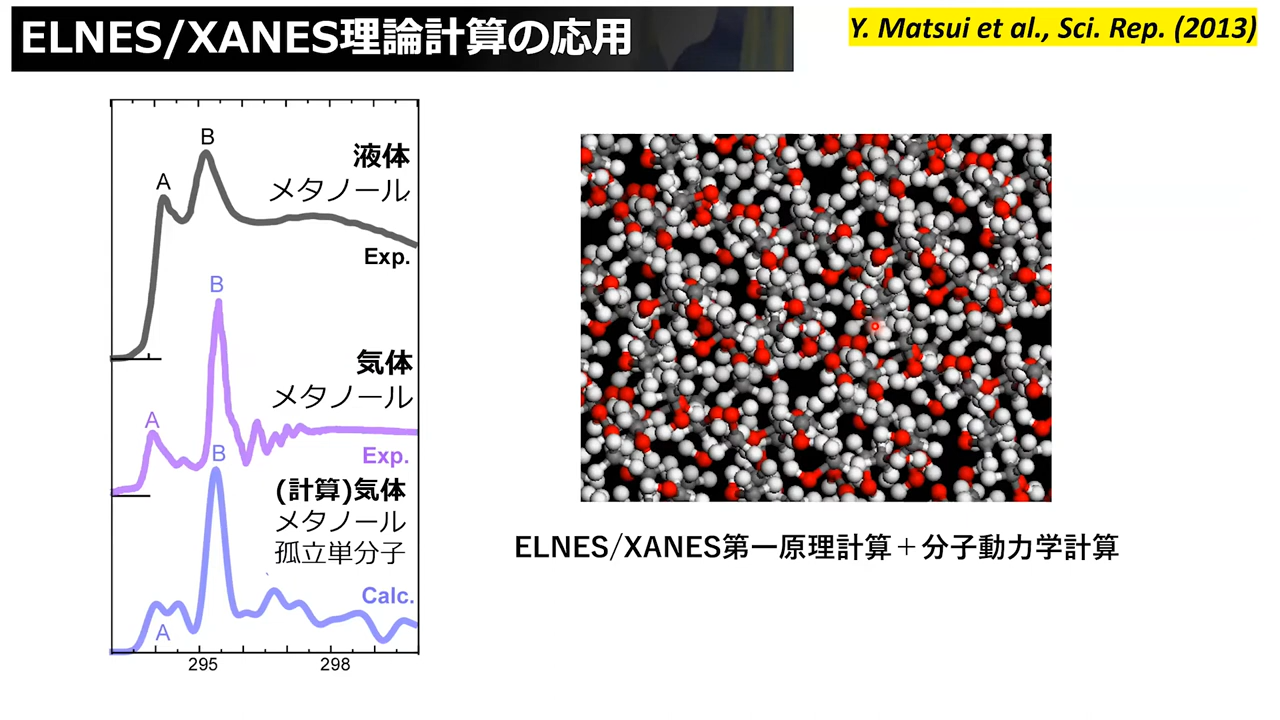 ELNES/XANES理論計算の応用
Y. Matsui et al., Sci. Rep. (2013)
B
A
液体
メタノール
Exp.
B
気体
メタノール
A
Exp.
B
(計算)気体
メタノール
孤立単分子
Calc.
A
295 298
ELNES/XANES第一原理計算＋分子動力学計算